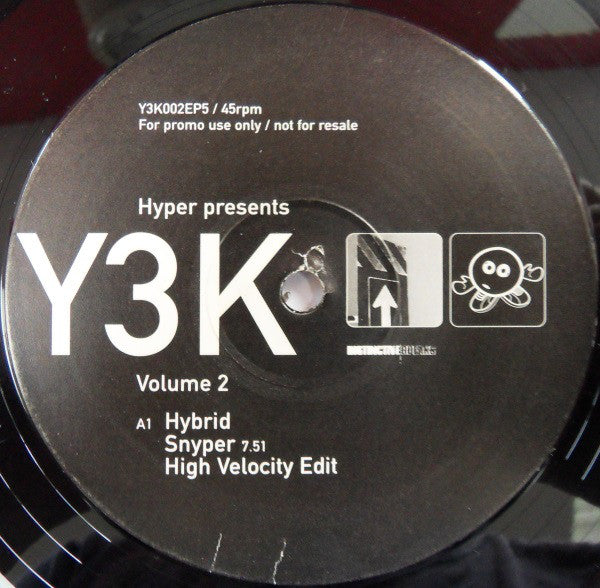 Y3K002EP5 / 45rpm
For promo use only / not for resale
Hyper presents
Y3K
Volume 2
A1 Hybrid
Snyper 7.51
High Velocity Edit